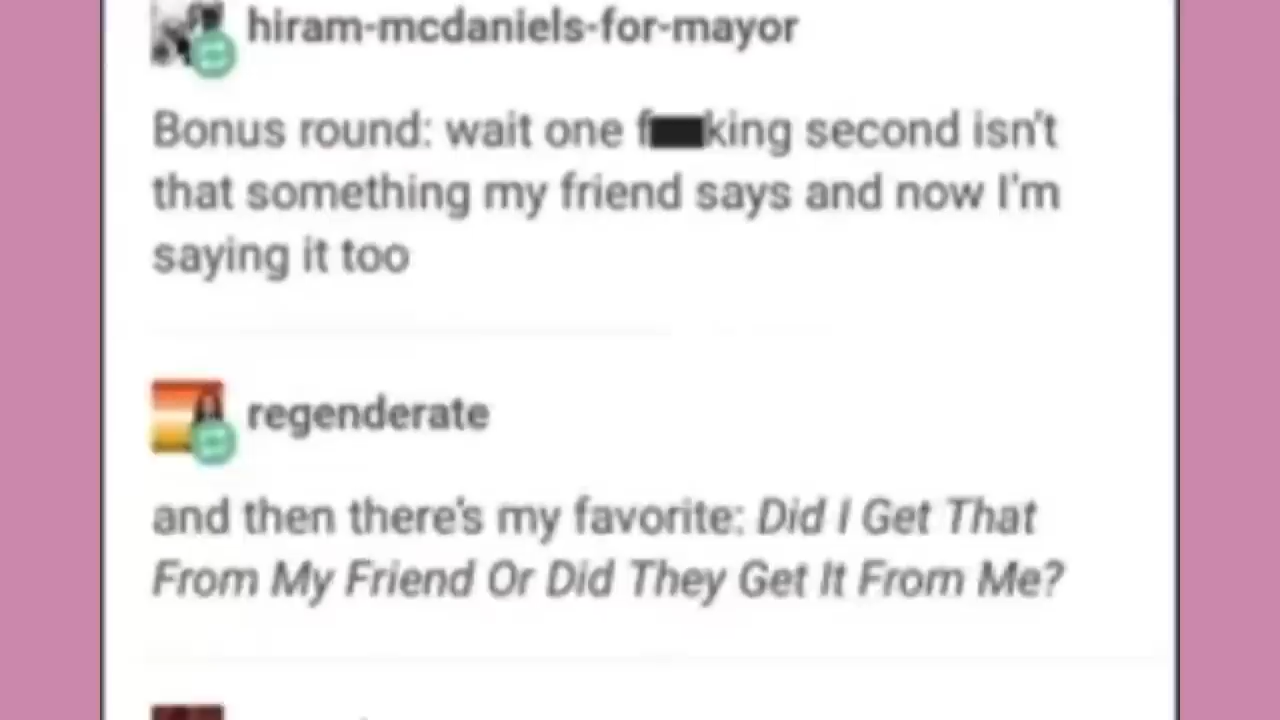 hiram-mcdaniels-for-mayor
Bonus round: wait one f██king second isn't
that something my friend says and now I'm
saying it too
regenderate
and then there's my favorite: Did I Get That
From My Friend Or Did They Get It From Me?